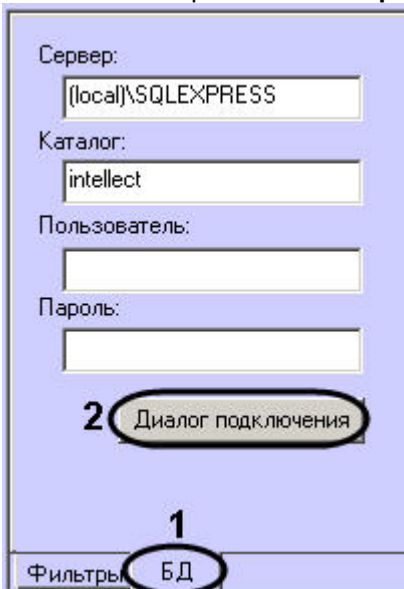 Сервер:
(local)\SQLEXPRESS
Каталог:
intellect
Пользователь:
Пароль:
2 Диалог подключения
1
Фильтры БД